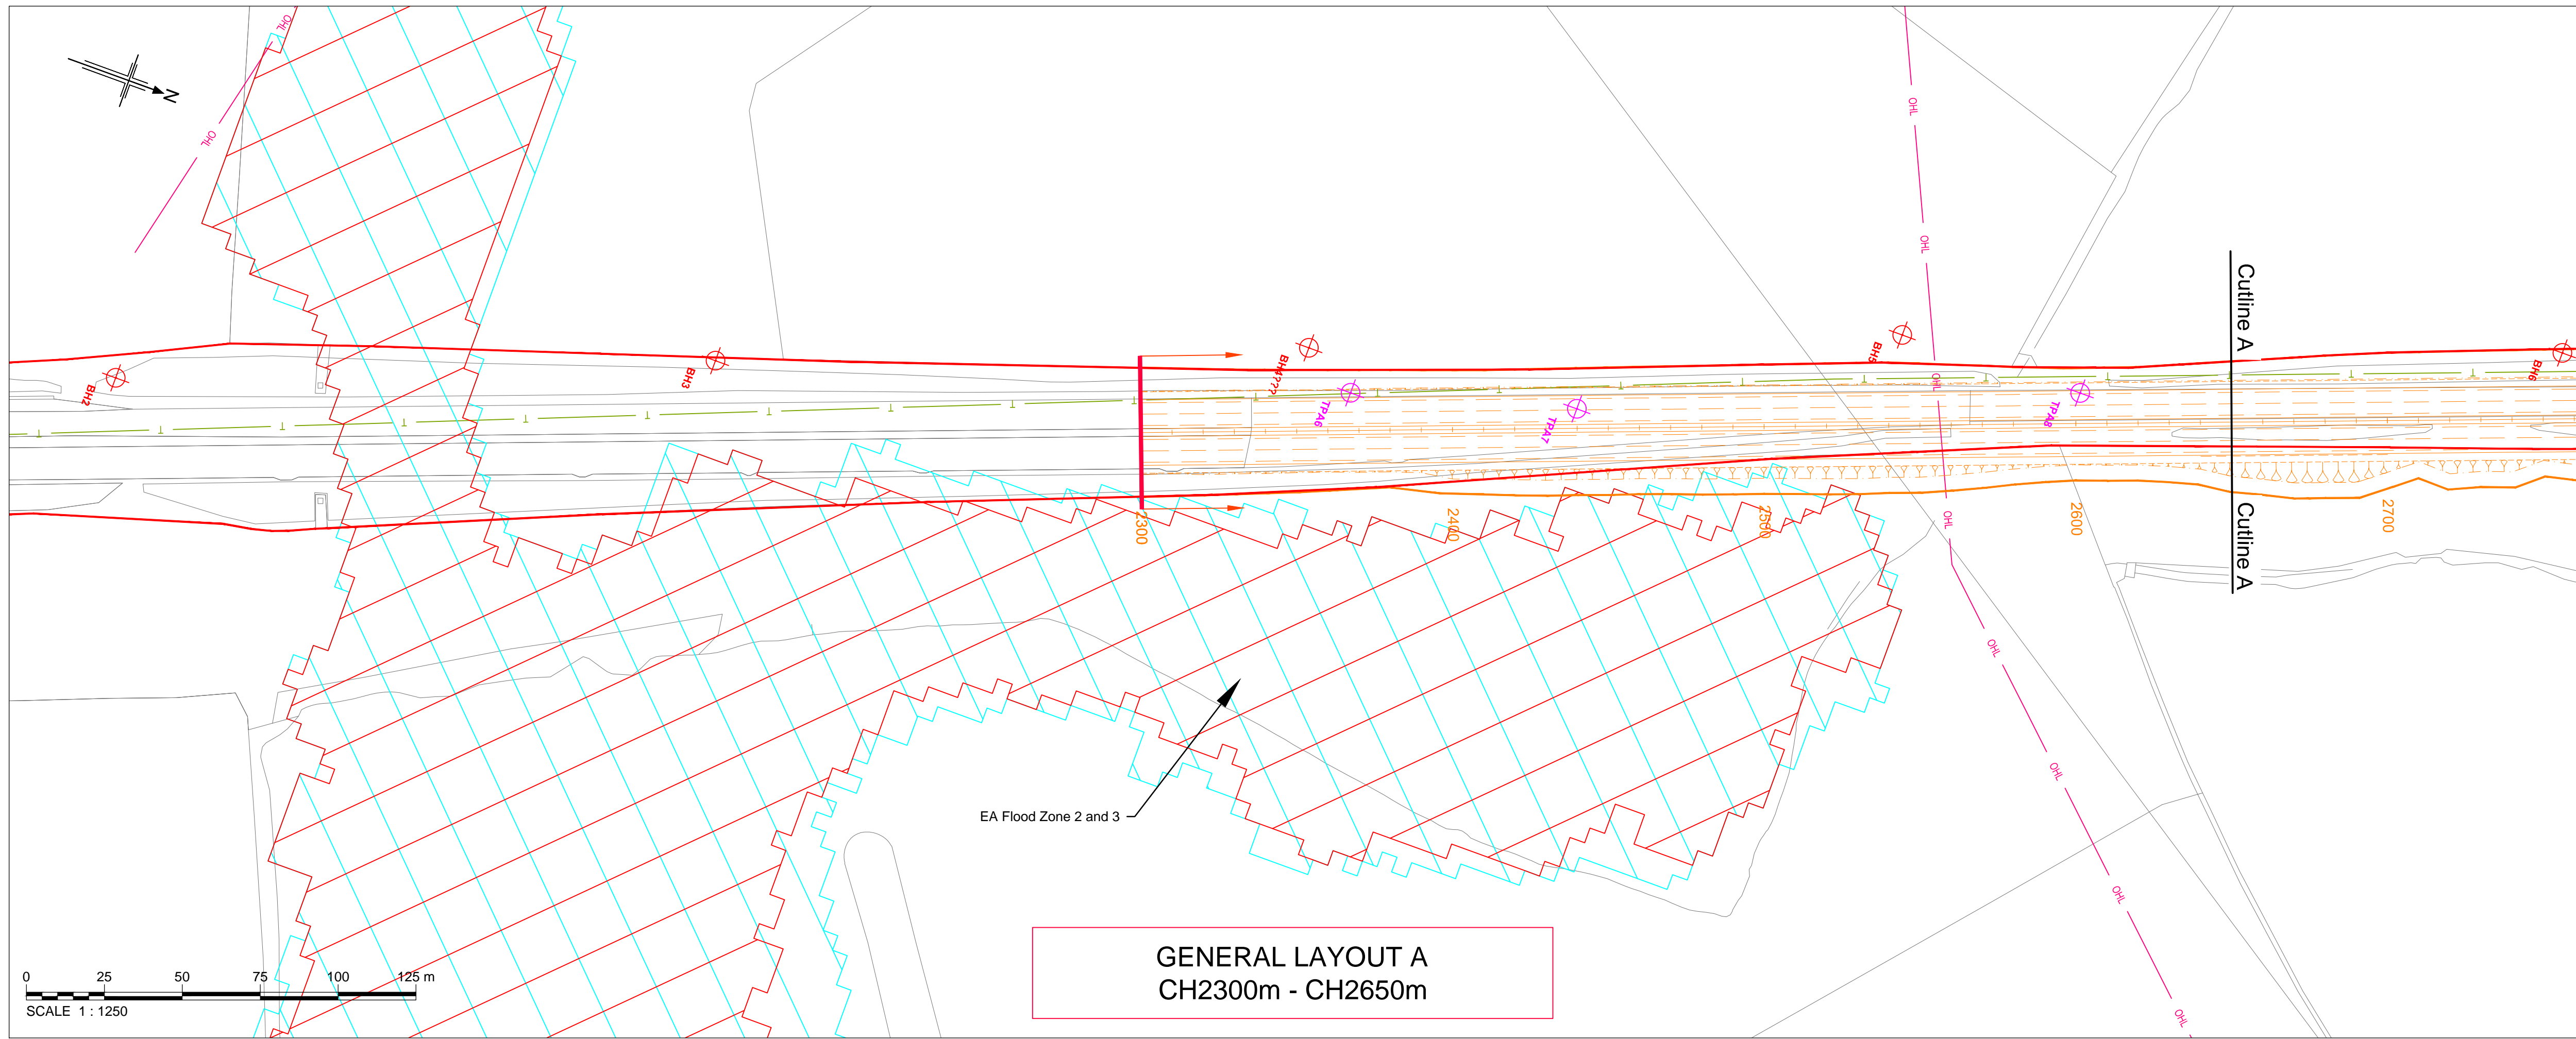 OHL
OHL
N
OHL
OHL
OHL
OHL
OHL
OHL
OHL
OHL
OHL
BH2
BH3
BH4???
TPA6
TPA7
BH5
TPA8
BH6
Cutline A
Cutline A
2300
2400
2500
2600
2700
EA Flood Zone 2 and 3
GENERAL LAYOUT A
CH2300m - CH2650m
0 25 50 75 100 125 m
SCALE 1 : 1250